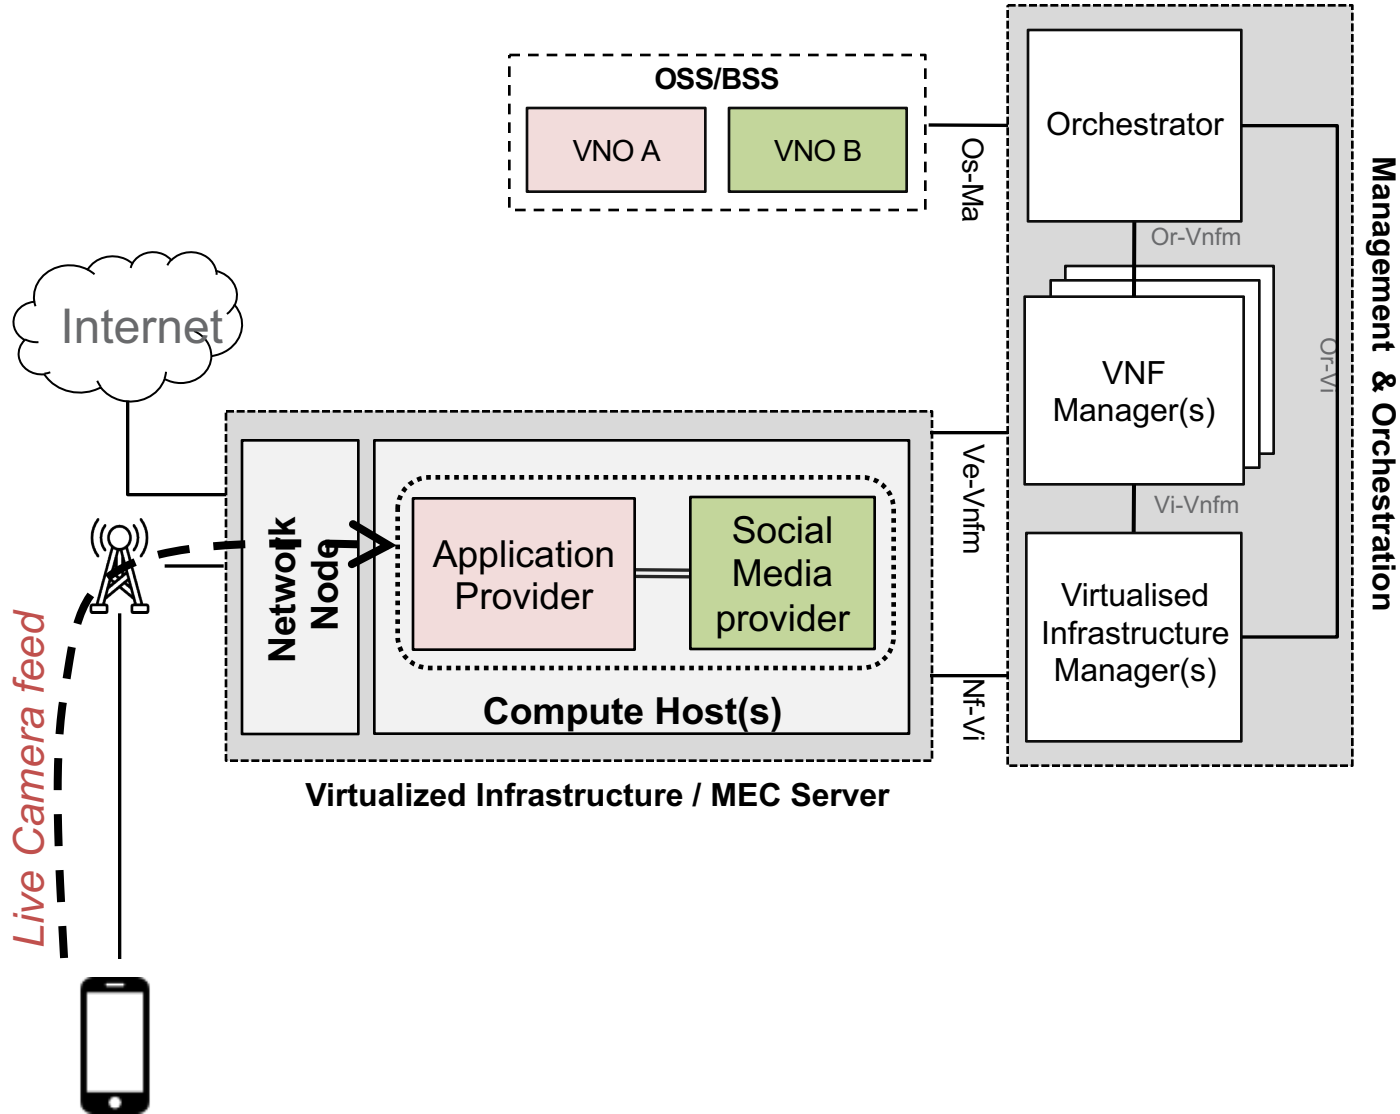 OSS/BSS
VNO A
VNO B
Os-Ma
Orchestrator
Or-Vnfm
VNF
Manager(s)
Or-Vi
Vi-Vnfm
Virtualised
Infrastructure
Manager(s)
Management & Orchestration
Internet
Network
Node
Application
Provider
Social
Media
provider
Compute Host(s)
Ve-Vnfm
Nf-Vi
Virtualized Infrastructure / MEC Server
Live Camera feed